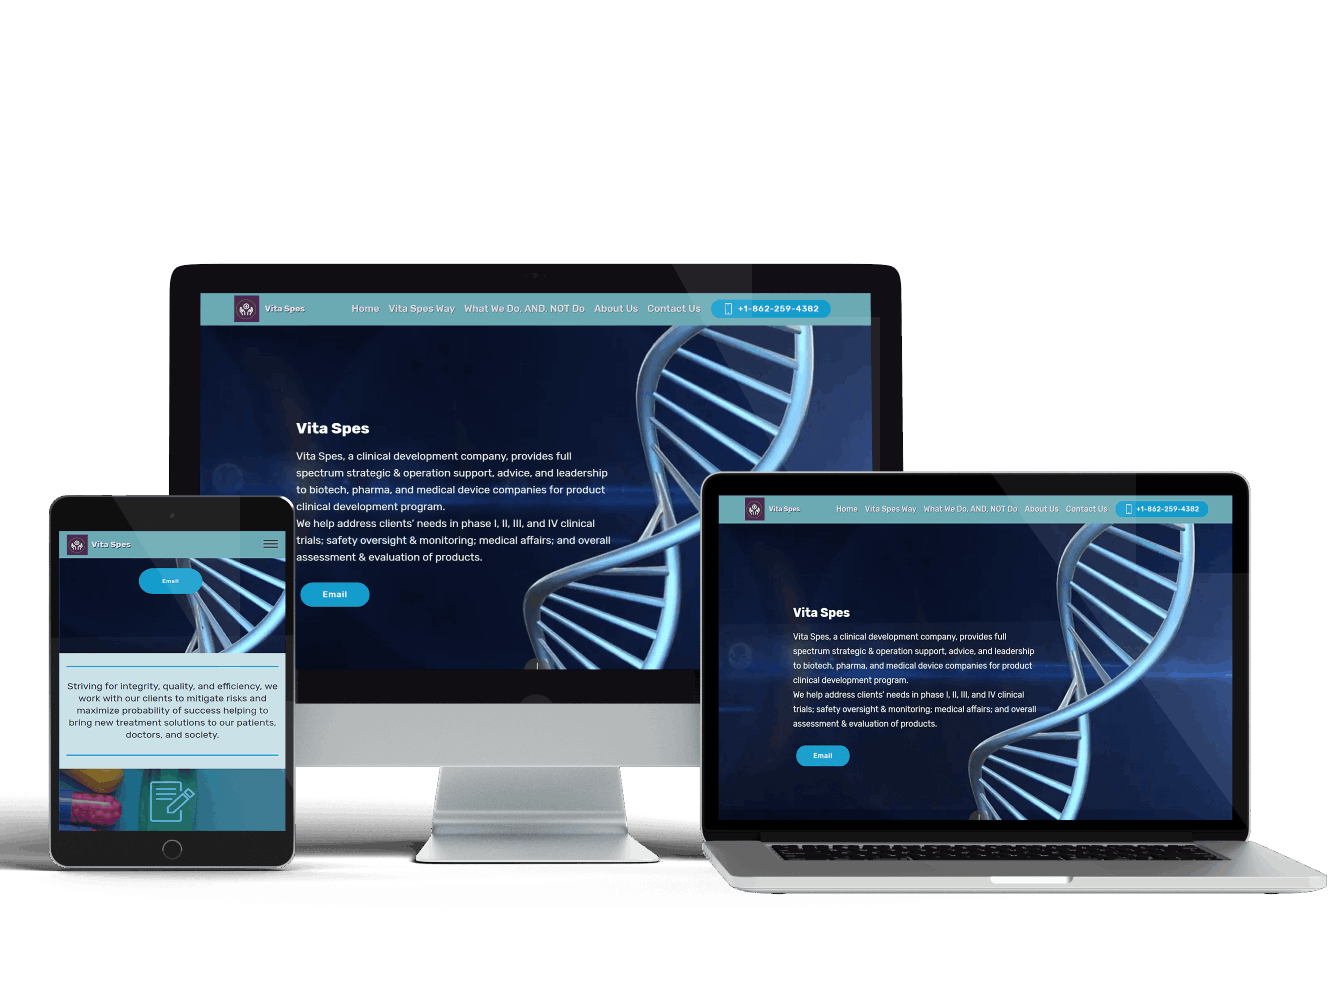 Vita Spes
Home Vita Spes Way What We Do, AND, NOT Do About Us Contact Us +1-862-259-4382
Vita Spes
Vita Spes, a clinical development company, provides full
spectrum strategic & operation support, advice, and leadership
to biotech, pharma, and medical device companies for product
clinical development program.
We help address clients' needs in phase I, II, III, and IV clinical
trials; safety oversight & monitoring; medical affairs; and overall
assessment & evaluation of products.
Email
Vita Spes
Email
Striving for integrity, quality, and efficiency, we
work with our clients to mitigate risks and
maximize probability of success helping to
bring new treatment solutions to our patients,
doctors, and society.
Vita Spes
Home Vita Spes Way What We Do, AND, NOT Do About Us Contact Us +1-862-259-4382
Vita Spes
Vita Spes, a clinical development company, provides full
spectrum strategic & operation support, advice, and leadership
to biotech, pharma, and medical device companies for product
clinical development program.
We help address clients' needs in phase I, II, III, and IV clinical
trials; safety oversight & monitoring; medical affairs; and overall
assessment & evaluation of products.
Email